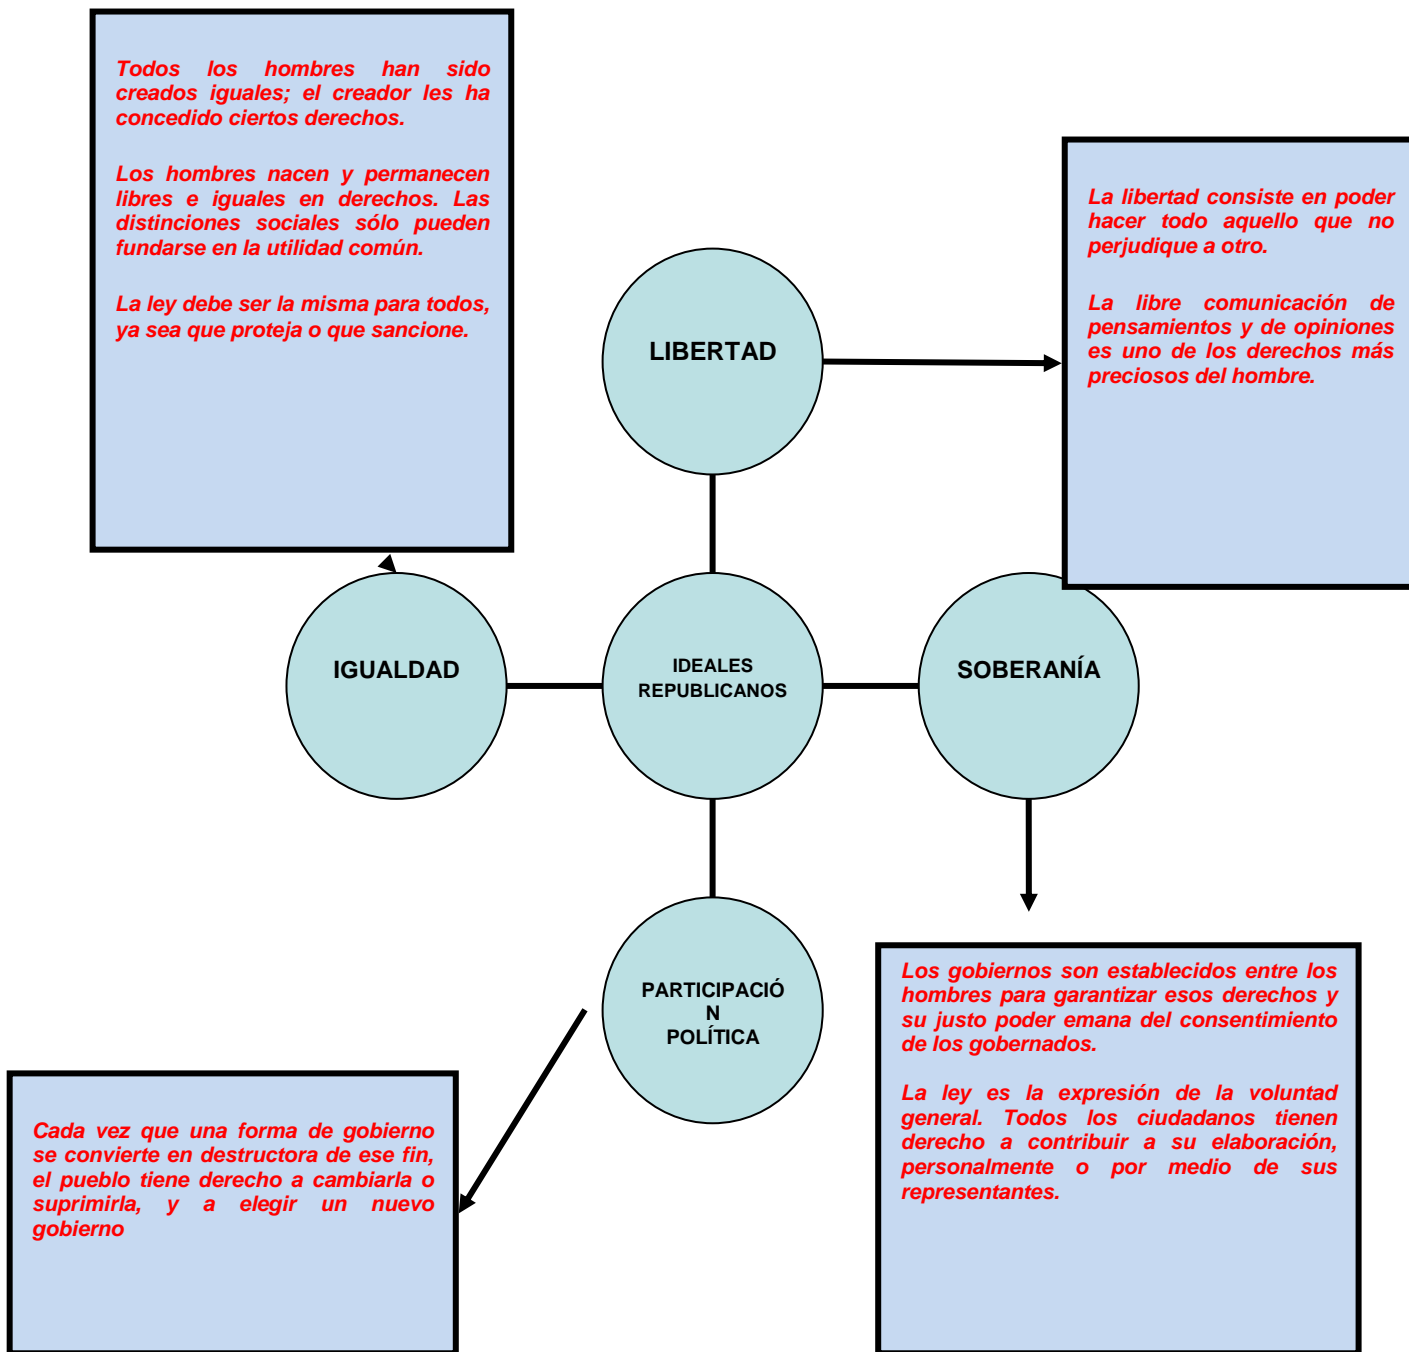 Todos los hombres han sido
creados iguales; el creador les ha
concedido ciertos derechos.
Los hombres nacen y permanecen
libres e iguales en derechos. Las
distinciones sociales sólo pueden
fundarse en la utilidad común.
La ley debe ser la misma para todos,
ya sea que proteja o que sancione.
La libertad consiste en poder
hacer todo aquello que no
perjudique a otro.
La libre comunicación de
pensamientos y de opiniones
es uno de los derechos más
preciosos del hombre.
LIBERTAD
IGUALDAD
IDEALES
REPUBLICANOS
SOBERANÍA
PARTICIPACIÓ
N
POLÍTICA
Los gobiernos son establecidos entre los
hombres para garantizar esos derechos y
su justo poder emana del consentimiento
de los gobernados.
La ley es la expresión de la voluntad
general. Todos los ciudadanos tienen
derecho a contribuir a su elaboración,
personalmente o por medio de sus
representantes.
Cada vez que una forma de gobierno
se convierte en destructora de ese fin,
el pueblo tiene derecho a cambiarla o
suprimirla, y a elegir un nuevo
gobierno